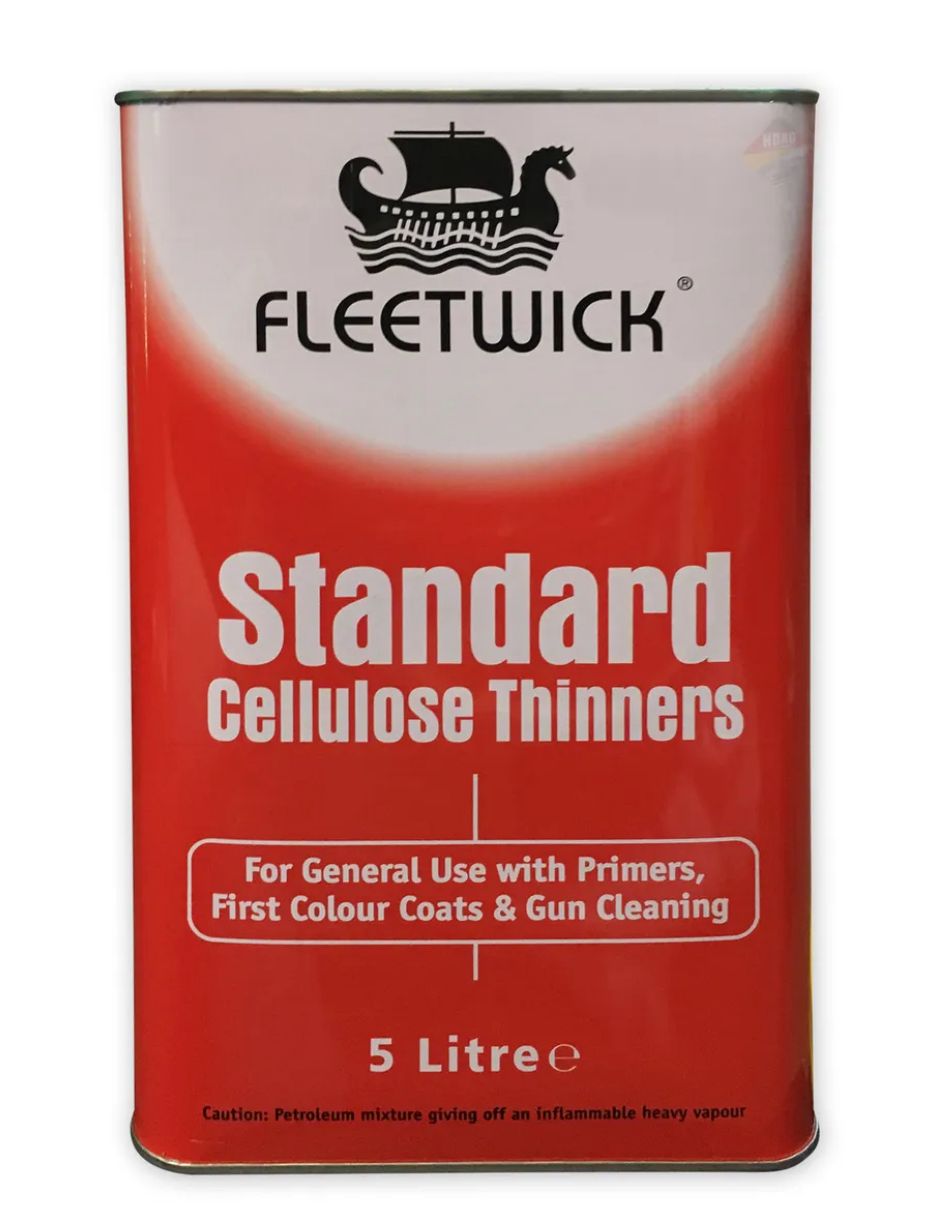 HDAG
FLEETWICK®
Standard
Cellulose Thinners
For General Use with Primers,
First Colour Coats & Gun Cleaning
5 Litre ℮
Caution: Petroleum mixture giving off an inflammable heavy vapour